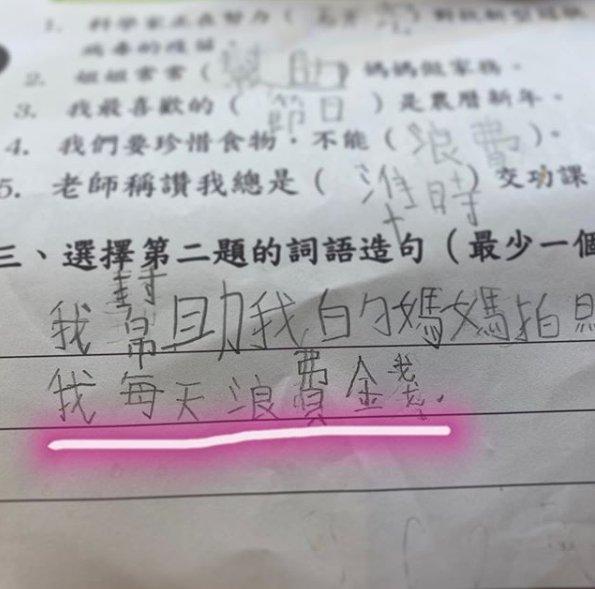 1. 科學家正在努力（
病毒的疫苗。
2. 姐姐常常（幫助）媽媽做家務。
3. 我最喜歡的（節日）是農曆新年。
4. 我們要珍惜食物，不能（浪費）。
5. 老師稱讚我總是（準時）交功課
三、選擇第二題的詞語造句（最少一個
我幫助我的媽媽拍照
我每天浪費金錢。